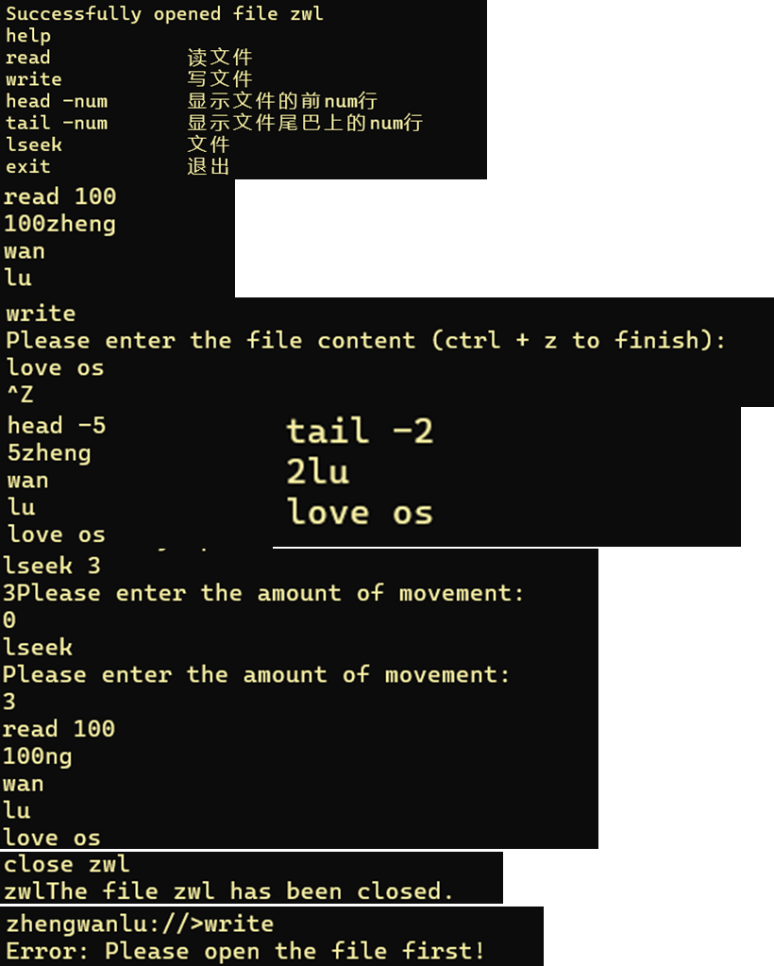 Successfully opened file zwl
help
read 读文件
write 写文件
head -num 显示文件的前num行
tail -num 显示文件尾巴上的num行
lseek 文件
exit 退出
read 100
100zheng
wan
lu
write
Please enter the file content (ctrl + z to finish):
love os
^Z
head -5
5zheng
wan
lu
love os
tail -2
2lu
love os
lseek 3
3Please enter the amount of movement:
0
lseek
Please enter the amount of movement:
3
read 100
100ng
wan
lu
love os
close zwl
zwlThe file zwl has been closed.
zhengwanlu://>write
Error: Please open the file first!